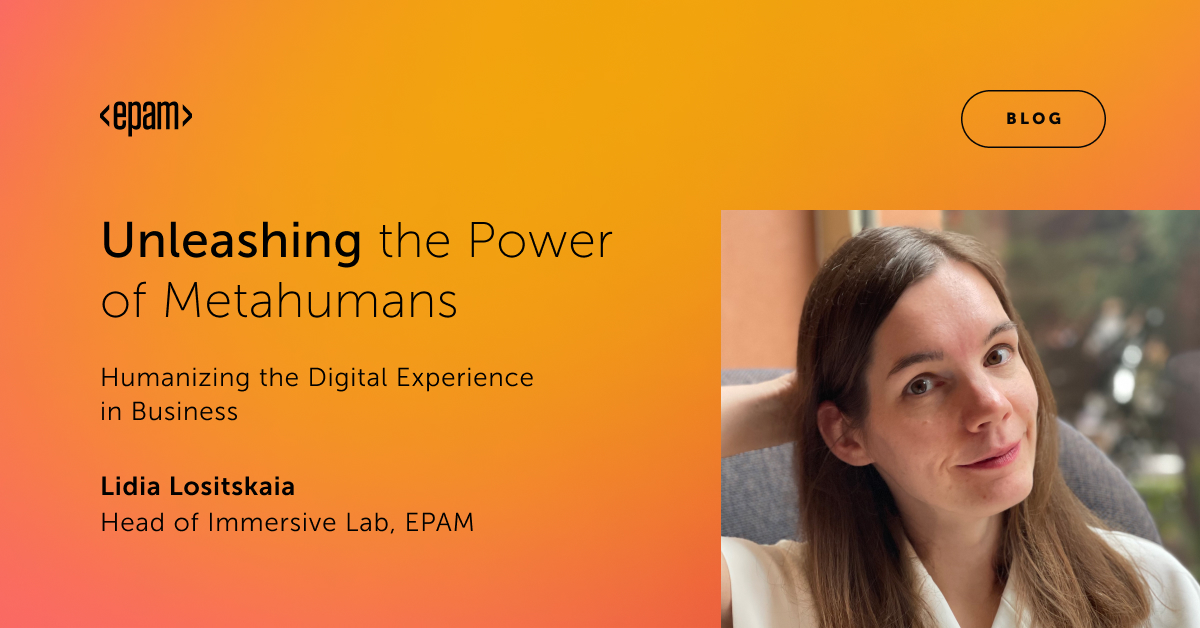 <epam>
BLOG
Unleashing the Power
of Metahumans
Humanizing the Digital Experience
in Business
Lidia Lositskaia
Head of Immersive Lab, EPAM